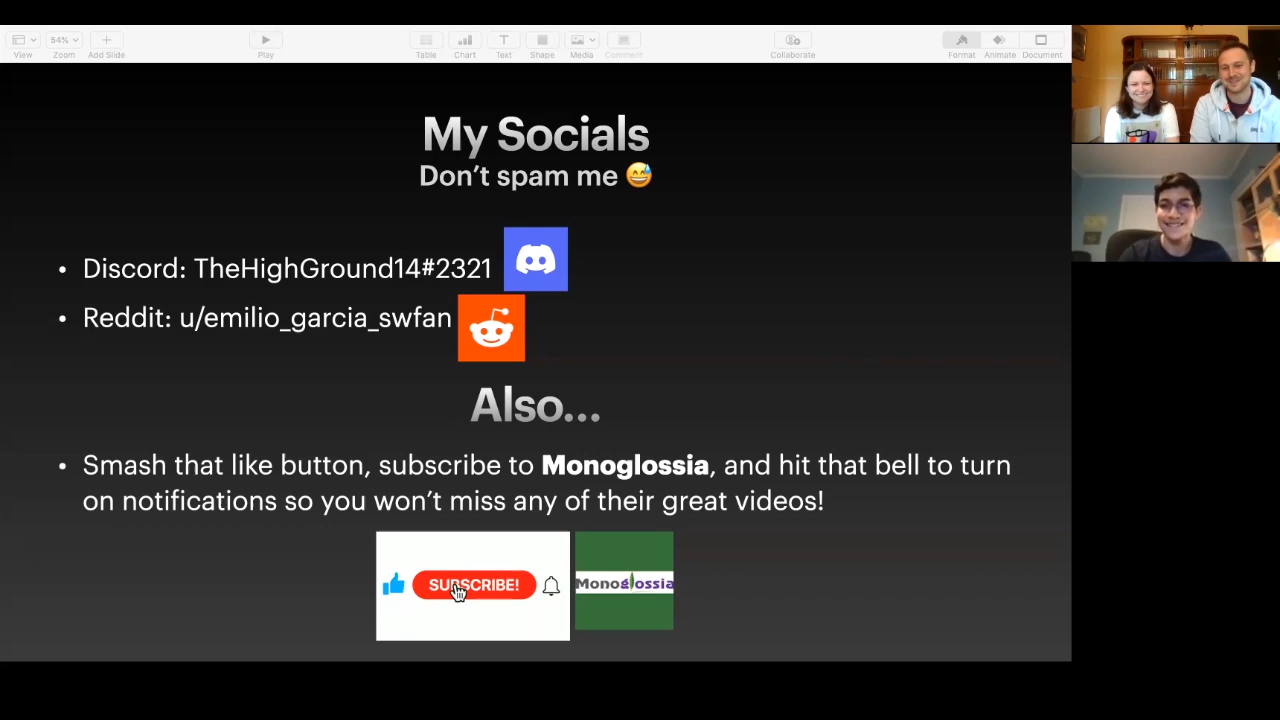 54%
View
Zoom
Add Slide
Play
Table
Chart
Text
Shape
Media
Comment
Collaborate
Format
Animate
Document
My Socials
Don't spam me 😅
• Discord: TheHighGround14#2321
• Reddit: u/emilio_garcia_swfan
Also...
• Smash that like button, subscribe to Monoglossia, and hit that bell to turn
on notifications so you won't miss any of their great videos!
SUBSCRIBE!
Monoglossia